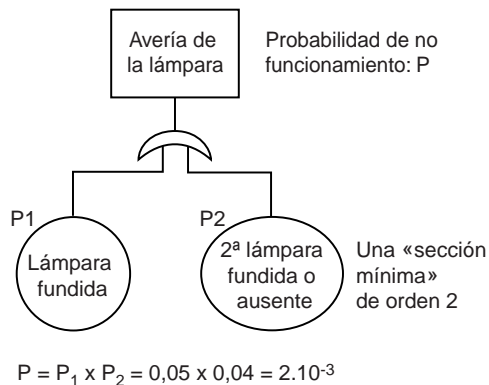 Avería de
la lámpara
Probabilidad de no
funcionamiento: P
P1
Lámpara
fundida
P2
2ª lámpara
fundida o
ausente
Una «sección
mínima»
de orden 2
P = P₁ x P₂ = 0,05 x 0,04 = 2.10⁻³